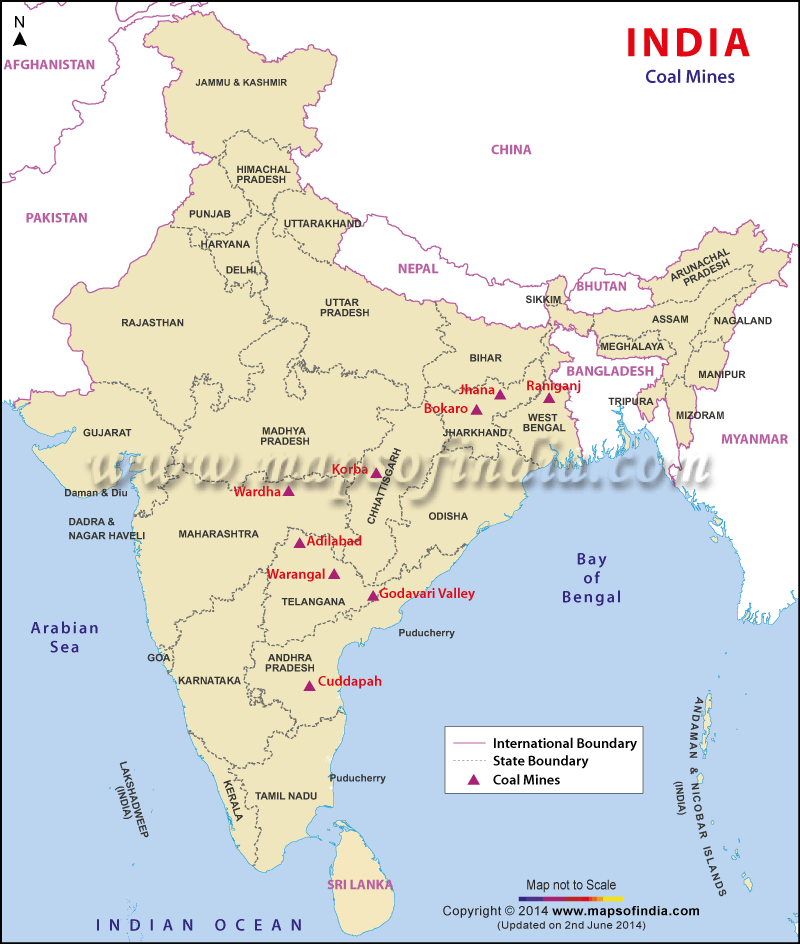 N
INDIA
Coal Mines
AFGHANISTAN
JAMMU & KASHMIR
CHINA
HIMACHAL
PRADESH
PAKISTAN
PUNJAB
UTTARAKHAND
HARYANA
DELHI
NEPAL
BHUTAN
ARUNACHAL
PRADESH
SIKKIM
UTTAR
PRADESH
RAJASTHAN
ASSAM
NAGALAND
MEGHALAYA
BIHAR
BANGLADESH
MANIPUR
Jhana
Raniganj
Bokaro
TRIPURA
MIZORAM
WEST
BENGAL
JHARKHAND
MYANMAR
GUJARAT
MADHYA
PRADESH
www.mapsofindia.com
Korba
CHHATTISGARH
Wardha
Daman & Diu
DADRA &
NAGAR HAVELI
MAHARASHTRA
ODISHA
Adilabad
Warangal
Bay
of
Bengal
Godavari Valley
TELANGANA
Arabian
Sea
Puducherry
GOA
ANDHRA
PRADESH
KARNATAKA
Cuddapah
International Boundary
State Boundary
Coal Mines
ANDAMAN & NICOBAR ISLANDS
(INDIA)
LAKSHADWEEP
(INDIA)
Puducherry
KERALA
TAMIL NADU
SRI LANKA
Map not to Scale
Copyright © 2014 www.mapsofindia.com
(Updated on 2nd June 2014)
INDIAN OCEAN